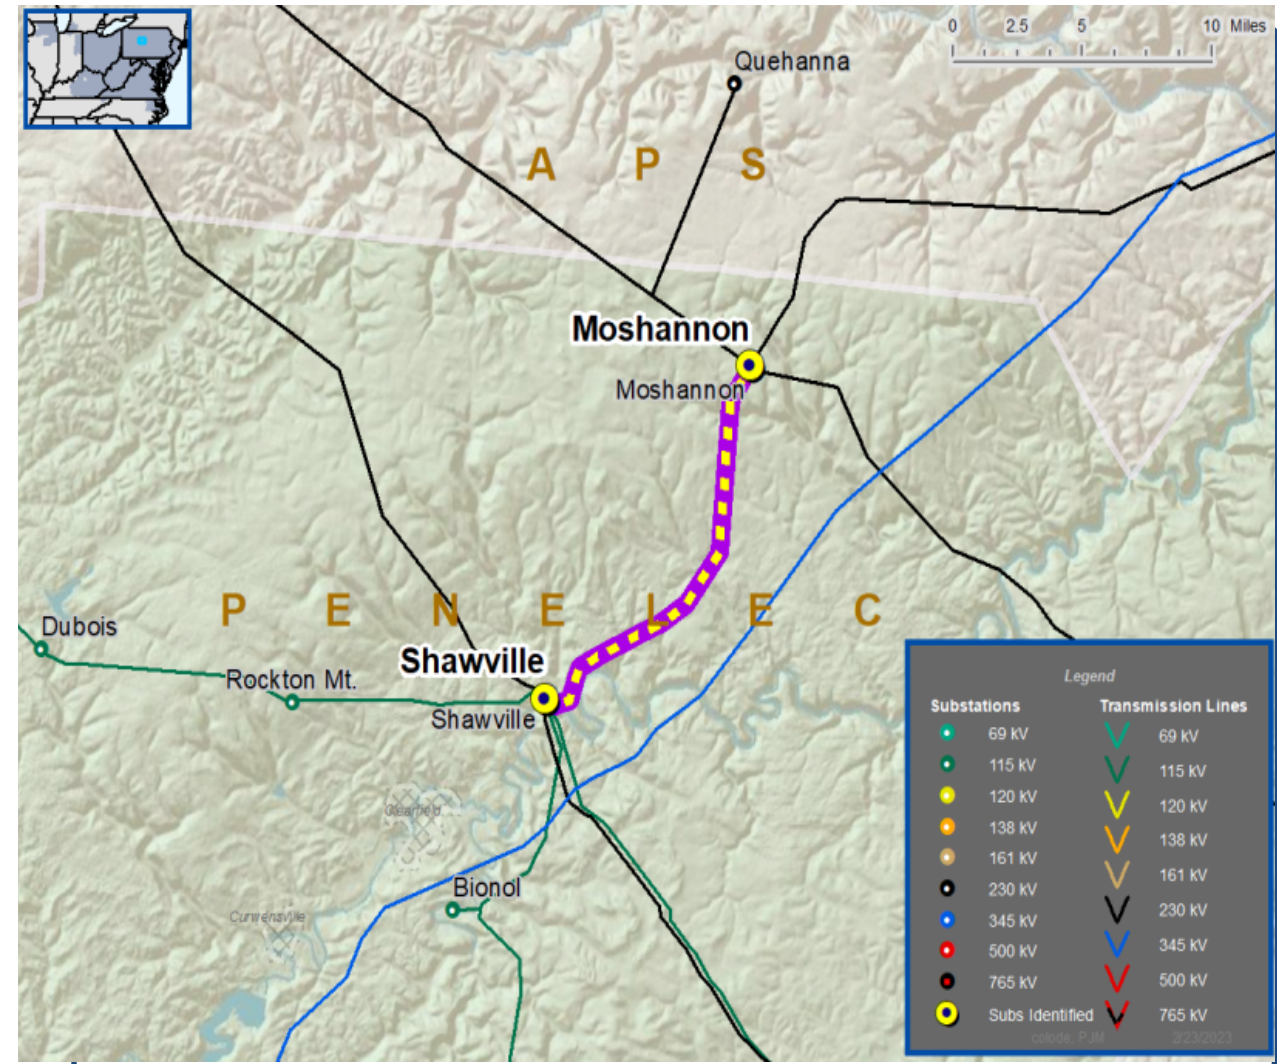 0 2.5 5 10 Miles
Quehanna
A P S
Moshannon
Moshannon
P E N E L E C
Dubois
Shawville
Rockton Mt.
Shawville
Clearfield
Bionol
Curwensville
Legend
Substations Transmission Lines
69 kV 69 kV
115 kV 115 kV
120 kV 120 kV
138 kV 138 kV
161 kV 161 kV
230 kV 230 kV
345 kV 345 kV
500 kV 500 kV
765 kV 765 kV
Subs Identified
colode, PJM 2/23/2023